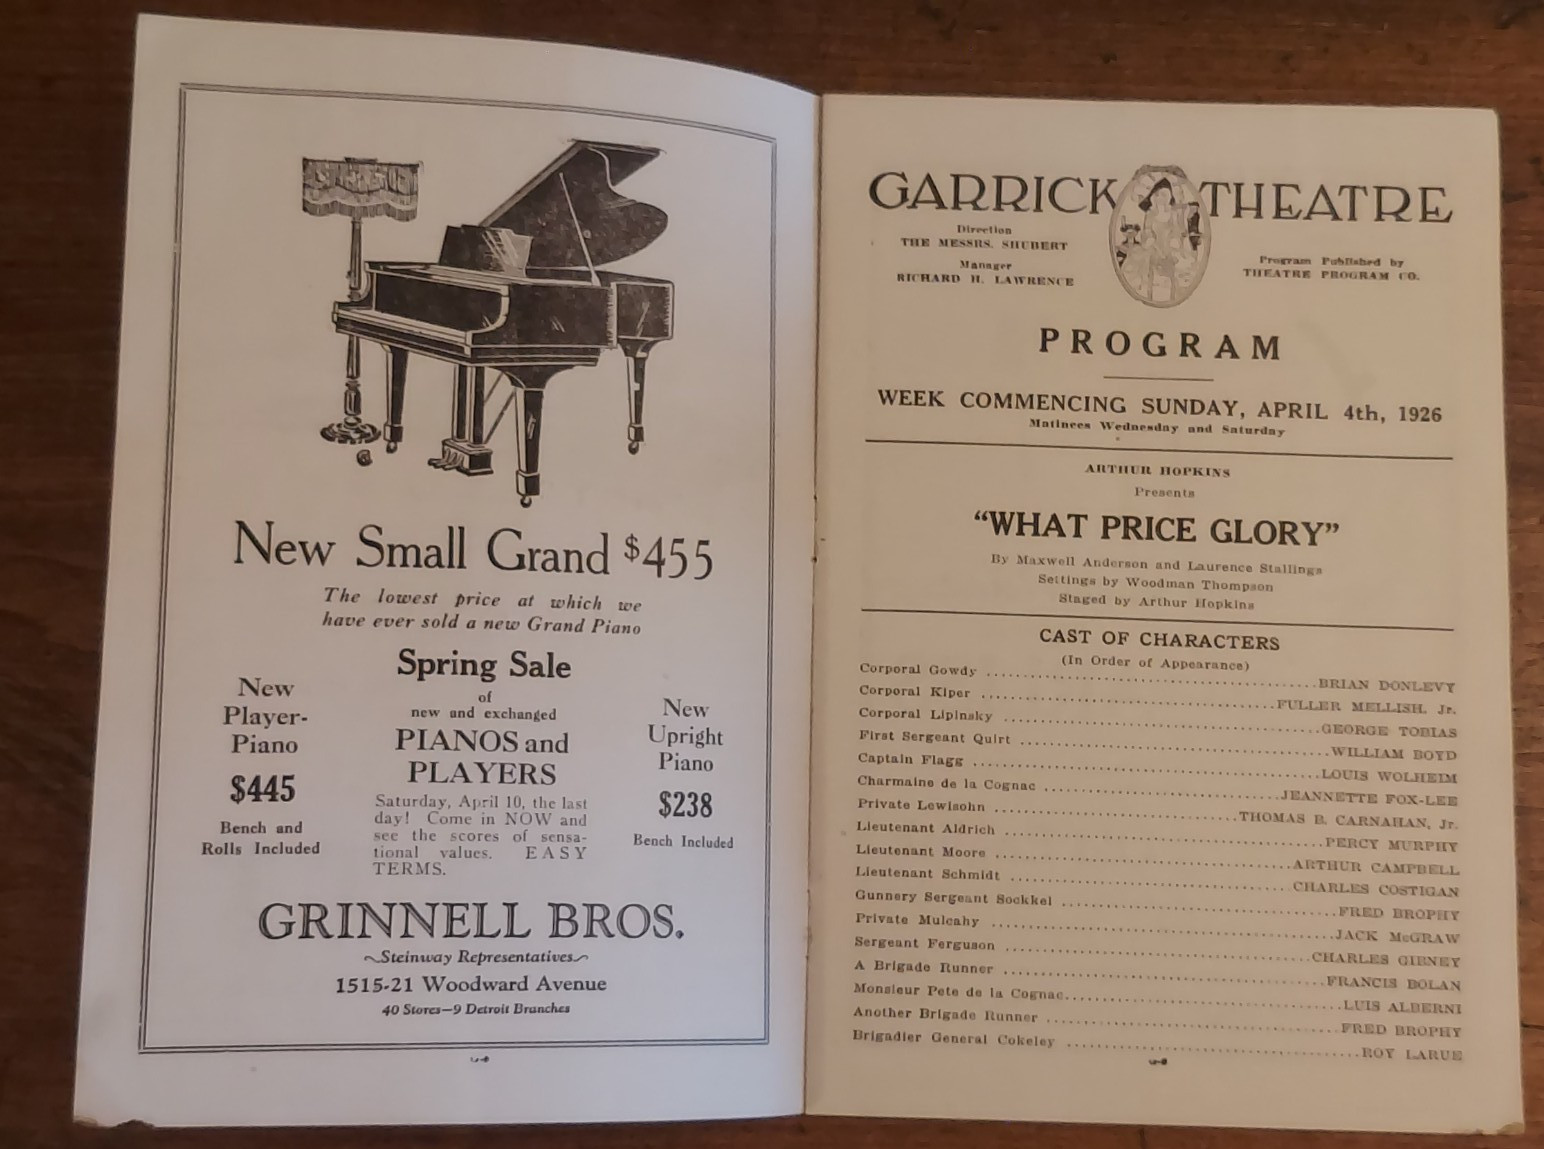 New Small Grand $455
The lowest price at which we
have ever sold a new Grand Piano
Spring Sale
of
new and exchanged
PIANOS and
PLAYERS
Saturday, April 10, the last
day! Come in NOW and
see the scores of sensa-
tional values. EASY
TERMS.
New
Player-
Piano
$445
Bench and
Rolls Included
New
Upright
Piano
$238
Bench Included
GRINNELL BROS.
Steinway Representatives
1515-21 Woodward Avenue
40 Stores—9 Detroit Branches
GARRICK THEATRE
Direction
THE MESSRS. SHUBERT
Manager
RICHARD H. LAWRENCE
Program Published by
THEATRE PROGRAM CO.
PROGRAM
WEEK COMMENCING SUNDAY, APRIL 4th, 1926
Matinees Wednesday and Saturday
ARTHUR HOPKINS
Presents
"WHAT PRICE GLORY"
By Maxwell Anderson and Laurence Stallings
Settings by Woodman Thompson
Staged by Arthur Hopkins
CAST OF CHARACTERS
(In Order of Appearance)
Corporal Gowdy ........ BRIAN DONLEVY
Corporal Kiper ........ FULLER MELLISH, Jr.
Corporal Lipinsky ........ GEORGE TOBIAS
First Sergeant Quirt ........ WILLIAM BOYD
Captain Flagg ........ LOUIS WOLHEIM
Charmaine de la Cognac ........ JEANNETTE FOX-LEE
Private Lewisohn ........ THOMAS B. CARNAHAN, Jr.
Lieutenant Aldrich ........ PERCY MURPHY
Lieutenant Moore ........ ARTHUR CAMPBELL
Lieutenant Schmidt ........ CHARLES COSTIGAN
Gunnery Sergeant Sockkel ........ FRED BROPHY
Private Mulcahy ........ JACK McGRAW
Sergeant Ferguson ........ CHARLES GIBNEY
A Brigade Runner ........ FRANCIS BOLAN
Monsieur Pete de la Cognac ........ LUIS ALBERNI
Another Brigade Runner ........ FRED BROPHY
Brigadier General Cokeley ........ ROY LARUE